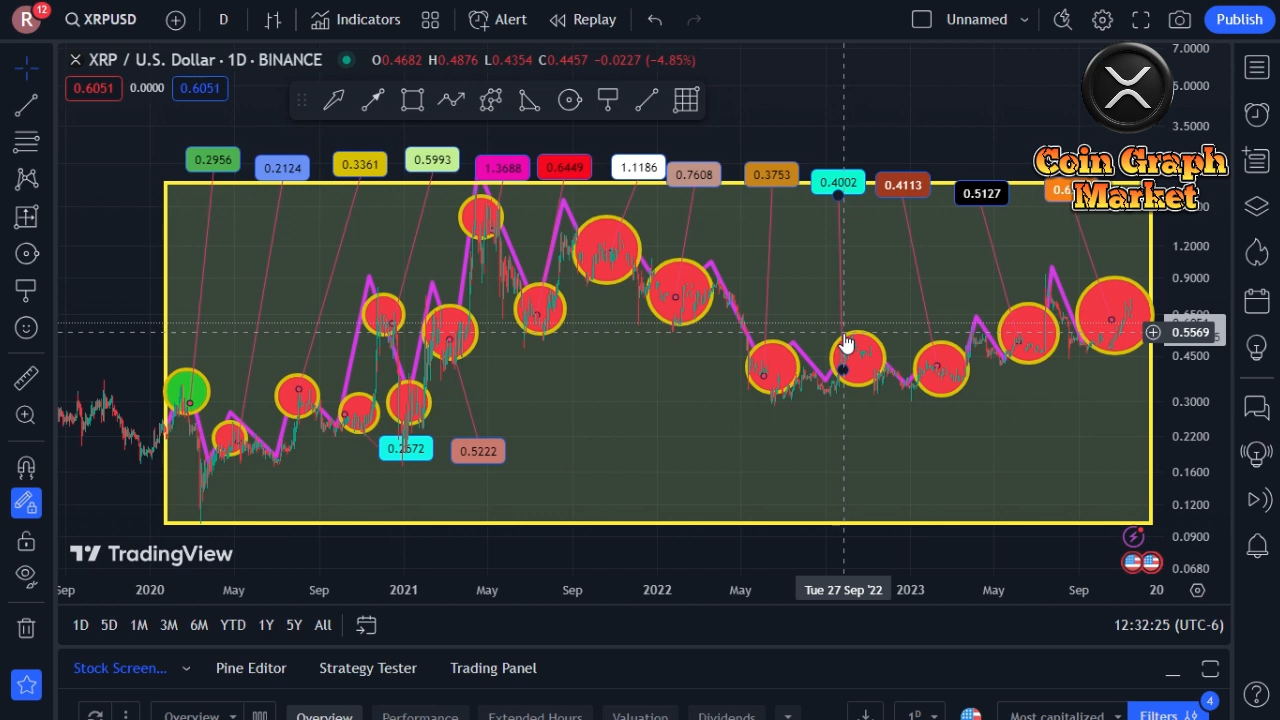 R
12
XRPUSD
D
Indicators
Alert
Replay
Unnamed
Publish
XRP / U.S. Dollar · 1D · BINANCE
O0.4682 H0.4876 L0.4354 C0.4457 −0.0227 (−4.85%)
0.6051
0.0000
0.6051
7.0000
5.0000
3.5000
Coin Graph
Market
0.2956
0.2124
0.3361
0.5993
1.3688
0.6449
1.1186
0.7608
0.3753
0.4002
0.4113
0.5127
1.2000
0.9000
0.5569
0.4500
0.3000
0.2200
0.1600
0.1200
0.0900
0.0680
0.2672
0.5222
TradingView
Sep
2020
May
Sep
2021
May
Sep
2022
May
Tue 27 Sep '22
2023
May
Sep
20
1D 5D 1M 3M 6M YTD 1Y 5Y All
12:32:25 (UTC-6)
Stock Screen...
Pine Editor
Strategy Tester
Trading Panel
4
Overview
Overview
Performance
Extended Hours
Valuation
Dividends
1D
Most capitalized
Filters